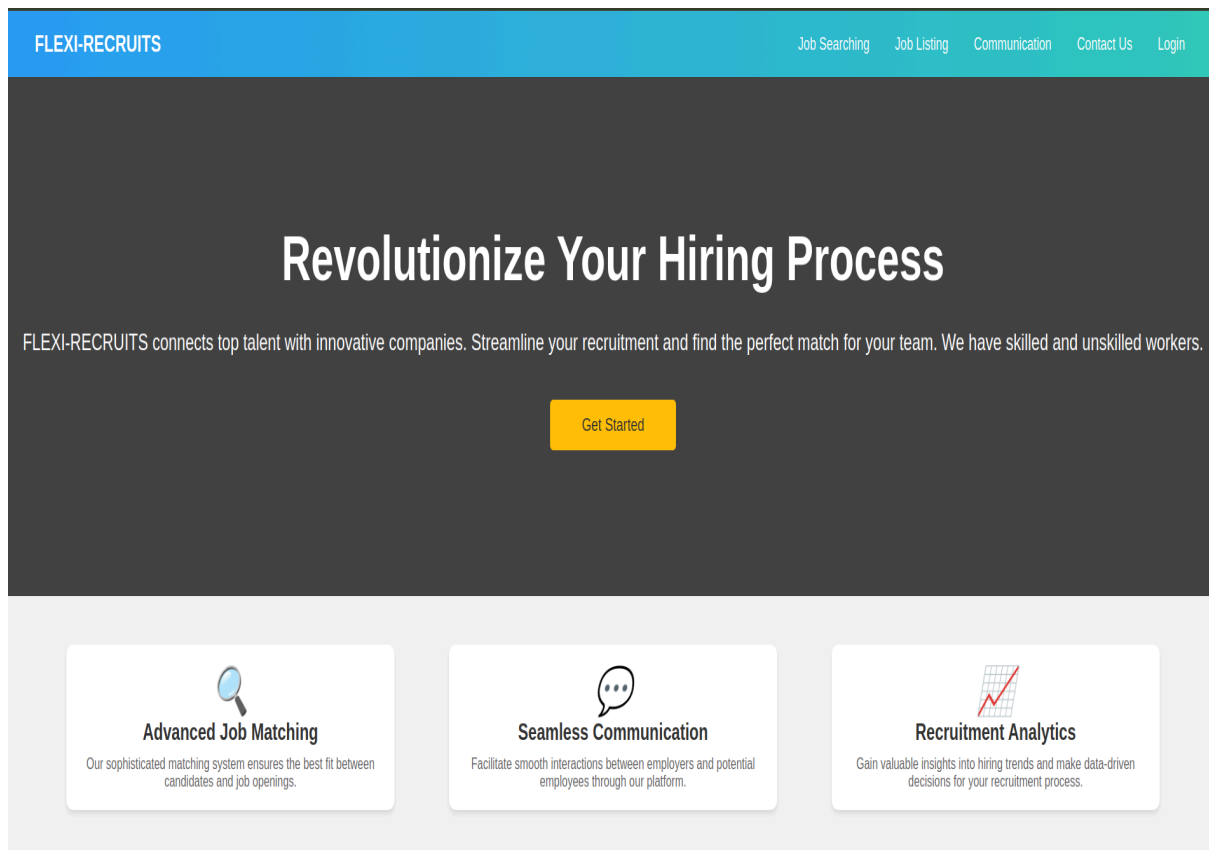 FLEXI-RECRUITS
Job Searching Job Listing Communication Contact Us Login
Revolutionize Your Hiring Process
FLEXI-RECRUITS connects top talent with innovative companies. Streamline your recruitment and find the perfect match for your team. We have skilled and unskilled workers.
Get Started
Advanced Job Matching
Our sophisticated matching system ensures the best fit between
candidates and job openings.
Seamless Communication
Facilitate smooth interactions between employers and potential
employees through our platform.
Recruitment Analytics
Gain valuable insights into hiring trends and make data-driven
decisions for your recruitment process.